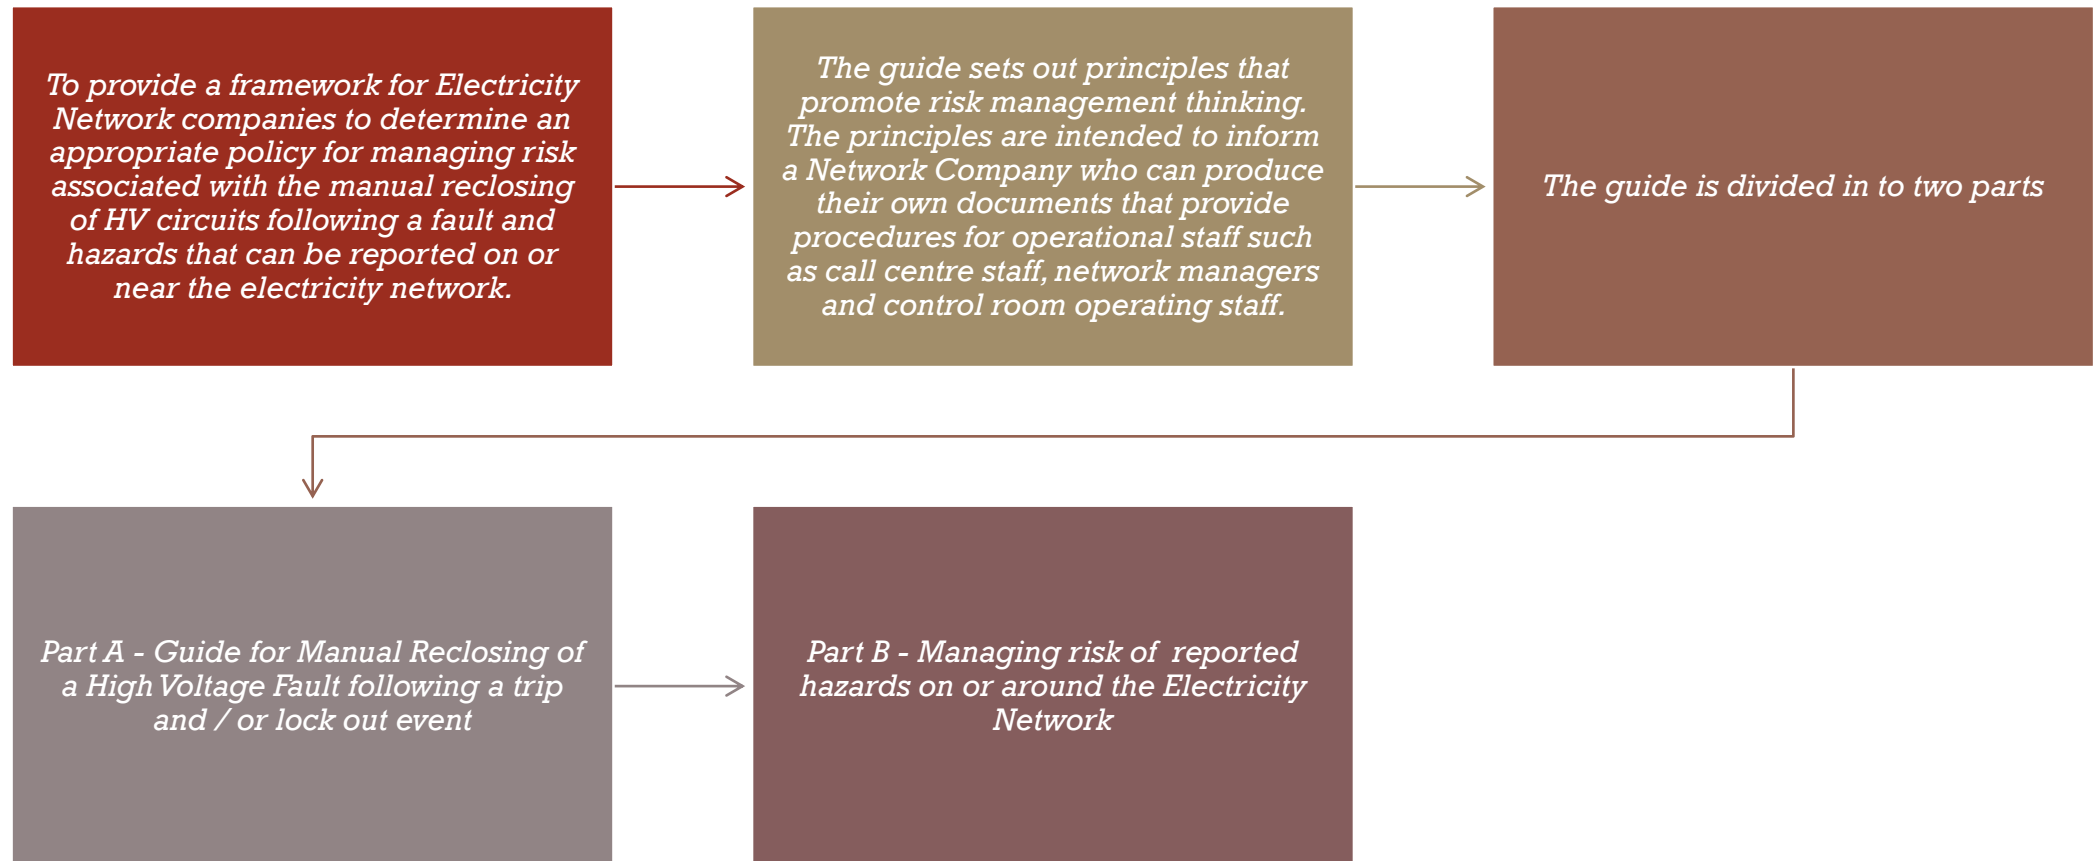 To provide a framework for Electricity
Network companies to determine an
appropriate policy for managing risk
associated with the manual reclosing
of HV circuits following a fault and
hazards that can be reported on or
near the electricity network.
The guide sets out principles that
promote risk management thinking.
The principles are intended to inform
a Network Company who can produce
their own documents that provide
procedures for operational staff such
as call centre staff, network managers
and control room operating staff.
The guide is divided in to two parts
Part A - Guide for Manual Reclosing of
a High Voltage Fault following a trip
and / or lock out event
Part B - Managing risk of reported
hazards on or around the Electricity
Network